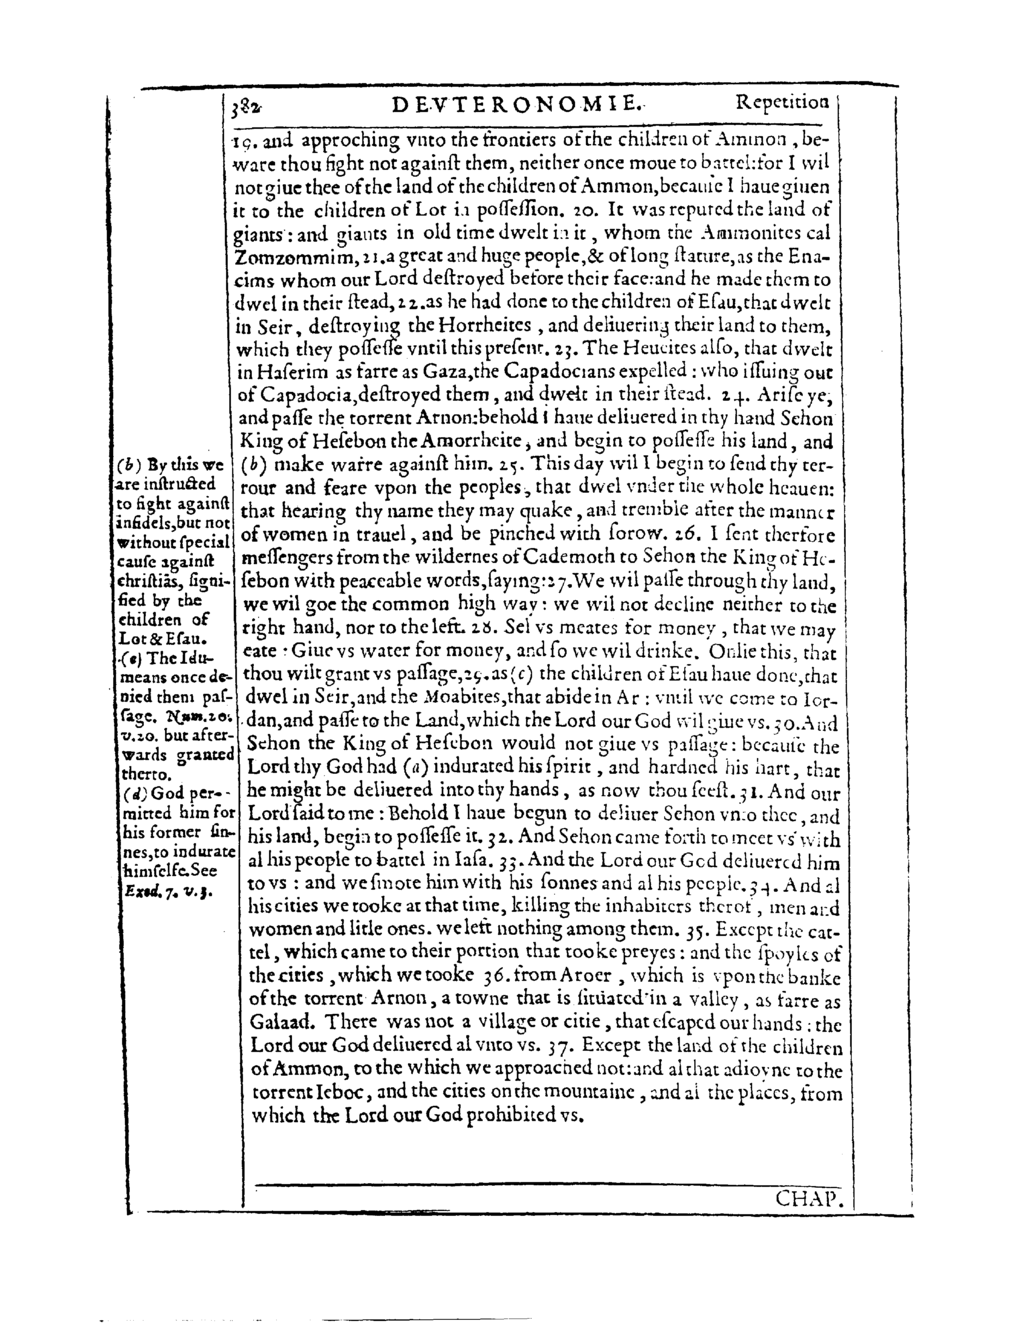 382 DEVTERONOMIE. Repetition
19. and approching vnto the frontiers of the children of Ammon, be-
ware thou fight not againſt them, neither once moue to battel: for I wil
not giue thee of the land of the children of Ammon, becauſe I haue giuen
it to the children of Lot in poſſeſſion. 20. It was reputed the land of
giants: and giants in old time dwelt in it, whom the Ammonites cal
Zomzommim, 21. a great and huge people, & of long ſtature, as the Ena-
cims whom our Lord deſtroyed before their face: and he made them to
dwel in their ſtead, 22. as he had done to the children of Eſau, that dwelt
in Seir, deſtroying the Horrheites, and deliuering their land to them,
which they poſſeſſe vntil this preſent. 23. The Heueites alſo, that dwelt
in Haſerim as farre as Gaza, the Capadocians expelled: who iſſuing out
of Capadocia, deſtroyed them, and dwelt in their ſtead. 24. Ariſe ye,
and paſſe the torrent Arnon: behold I haue deliuered in thy hand Sehon
King of Heſebon the Amorrheite, and begin to poſſeſſe his land, and
(b) make warre againſt him. 25. This day wil I begin to ſend thy ter-
rour and feare vpon the peoples, that dwel vnder the whole heauen:
that hearing thy name they may quake, and tremble after the manner
of women in trauel, and be pinched with ſorow. 26. I ſent therfore
meſſengers from the wildernes of Cademoth to Sehon the King of He-
ſebon with peaceable words, ſaying: 27. We wil paſſe through thy land,
we wil goe the common high way: we wil not decline neither to the
right hand, nor to the left. 28. Sel vs meates for money, that we may
eate: Giue vs water for money, and ſo we wil drinke. Onlie this, that
thou wilt grant vs paſſage, 29. as (c) the children of Eſau haue done, that
dwel in Seir, and the Moabites, that abide in Ar: vntil we come to Ior-
dan, and paſſe to the Land, which the Lord our God wil giue vs. 30. And
Sehon the King of Heſebon would not giue vs paſſage: becauſe the
Lord thy God had (a) indurated his ſpirit, and hardned his hart, that
he might be deliuered into thy hands, as now thou ſeeſt. 31. And our
Lord ſaid to me: Behold I haue begun to deliuer Sehon vnto thee, and
his land, begin to poſſeſſe it. 32. And Sehon came forth to meet vs with
al his people to battel in Iaſa. 33. And the Lord our God deliuered him
to vs: and we ſmote him with his ſonnes and al his people. 34. And al
his cities we tooke at that time, killing the inhabiters therof, men and
women and litle ones. we left nothing among them. 35. Except the cat-
tel, which came to their portion that tooke preyes: and the ſpoyles of
the cities, which we tooke 36. from Aroer, which is vpon the banke
of the torrent Arnon, a towne that is ſituated in a valley, as farre as
Galaad. There was not a village or citie, that eſcaped our hands: the
Lord our God deliuered al vnto vs. 37. Except the land of the children
of Ammon, to the which we approached not: and al that adioyne to the
torrent Ieboc, and the cities on the mountaine, and al the places, from
which the Lord our God prohibited vs.
(b) By this we
are inſtructed
to fight againſt
infidels, but not
without ſpecial
cauſe againſt
chriſtiãs, ſigni-
fied by the
children of
Lot & Eſau.
(c) The Idu-
means once de-
nied them paſ-
ſage. Num. 20.
v. 20. but after-
wards granted
therto.
(d) God per-
mitted him for
his former ſin-
nes, to indurate
himſelfe. See
Exod. 7. v. 3.
CHAP.